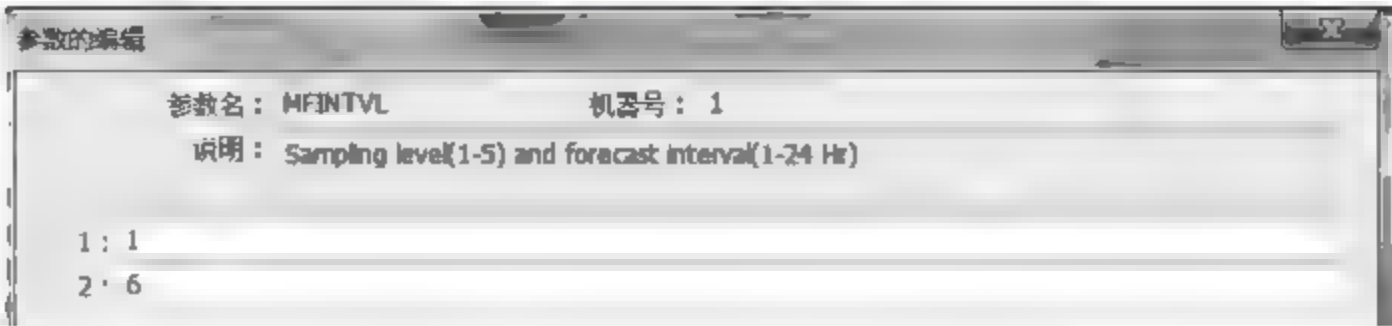 参数的编辑
参数名： MFINTVL 机器号： 1
说明： Sampling level(1-5) and forecast interval(1-24 Hr)
1： 1
2： 6